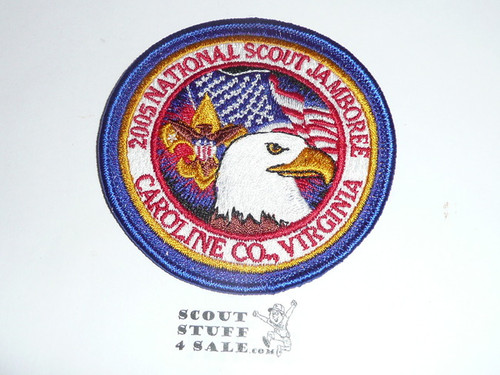 2005 NATIONAL SCOUT JAMBOREE
CAROLINE CO., VIRGINIA
SCOUT
STUFF
4 SALE.COM